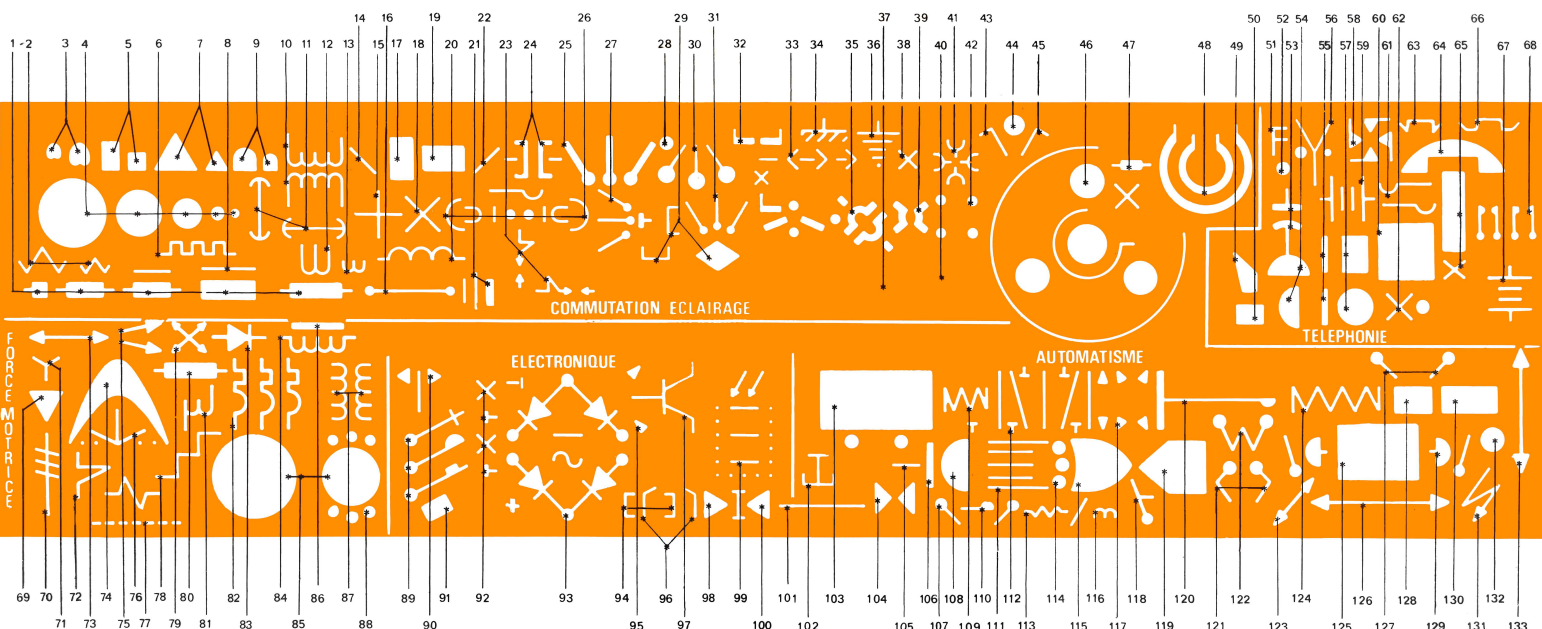 14 16 19 22 26 29 31 37 39 41 43 50 52 54 56 58 60 62 66
1 - 2 3 4 5 6 7 8 9 10 11 12 13 15 17 18 20 21 23 24 25 27 28 30 32 33 34 35 36 38 40 42 44 45 46 47 48 49 51 53 55 57 59 61 63 64 65 67 68
COMMUTATION ECLAIRAGE
TELEPHONIE
FORCE MOTRICE
ELECTRONIQUE
AUTOMATISME
69 70 72 74 76 78 80 82 84 86 87 89 91 92 93 94 96 98 99 100 101 103 104 106 108 110 112 114 116 118 120 122 124 126 128 130 132
71 73 75 77 79 81 83 85 88 90 95 97 102 105 107 109 111 113 115 117 119 121 123 125 127 129 131 133